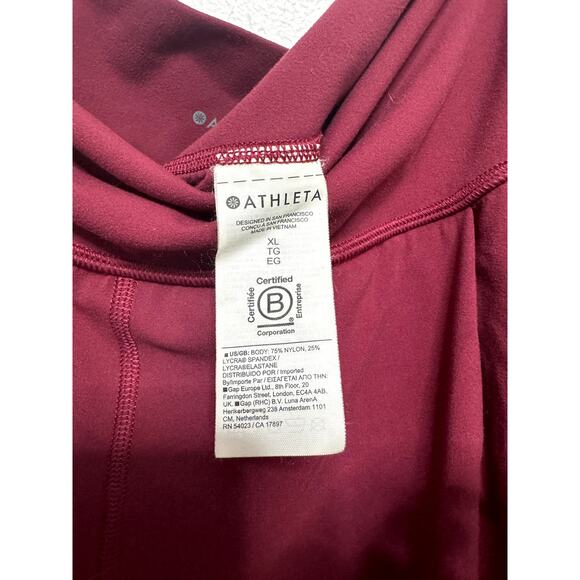 ATHLETA
DESIGNED IN SAN FRANCISCO
CONÇU À SAN FRANCISCO
MADE IN VIETNAM
XL
TG
EG
Certified
Certifiée
B
Entreprise
Corporation
US/GB: BODY: 75% NYLON, 25%
LYCRA® SPANDEX /
LYCRA®ELASTANE
DISTRIBUIDO POR / Imported
By/Importe Par / ΕΙΣΑΓΕΤΑΙ ΑΠΟ ΤΗΝ:
Gap Europe Ltd., 8th Floor, 20
Farringdon Street, London, EC4A 4AB.
UK. Gap (RHC) B.V. Luna ArenA.
Herikerbergweg 238 Amsterdam 1101
CM, Netherlands
RN 54023 / CA 17897